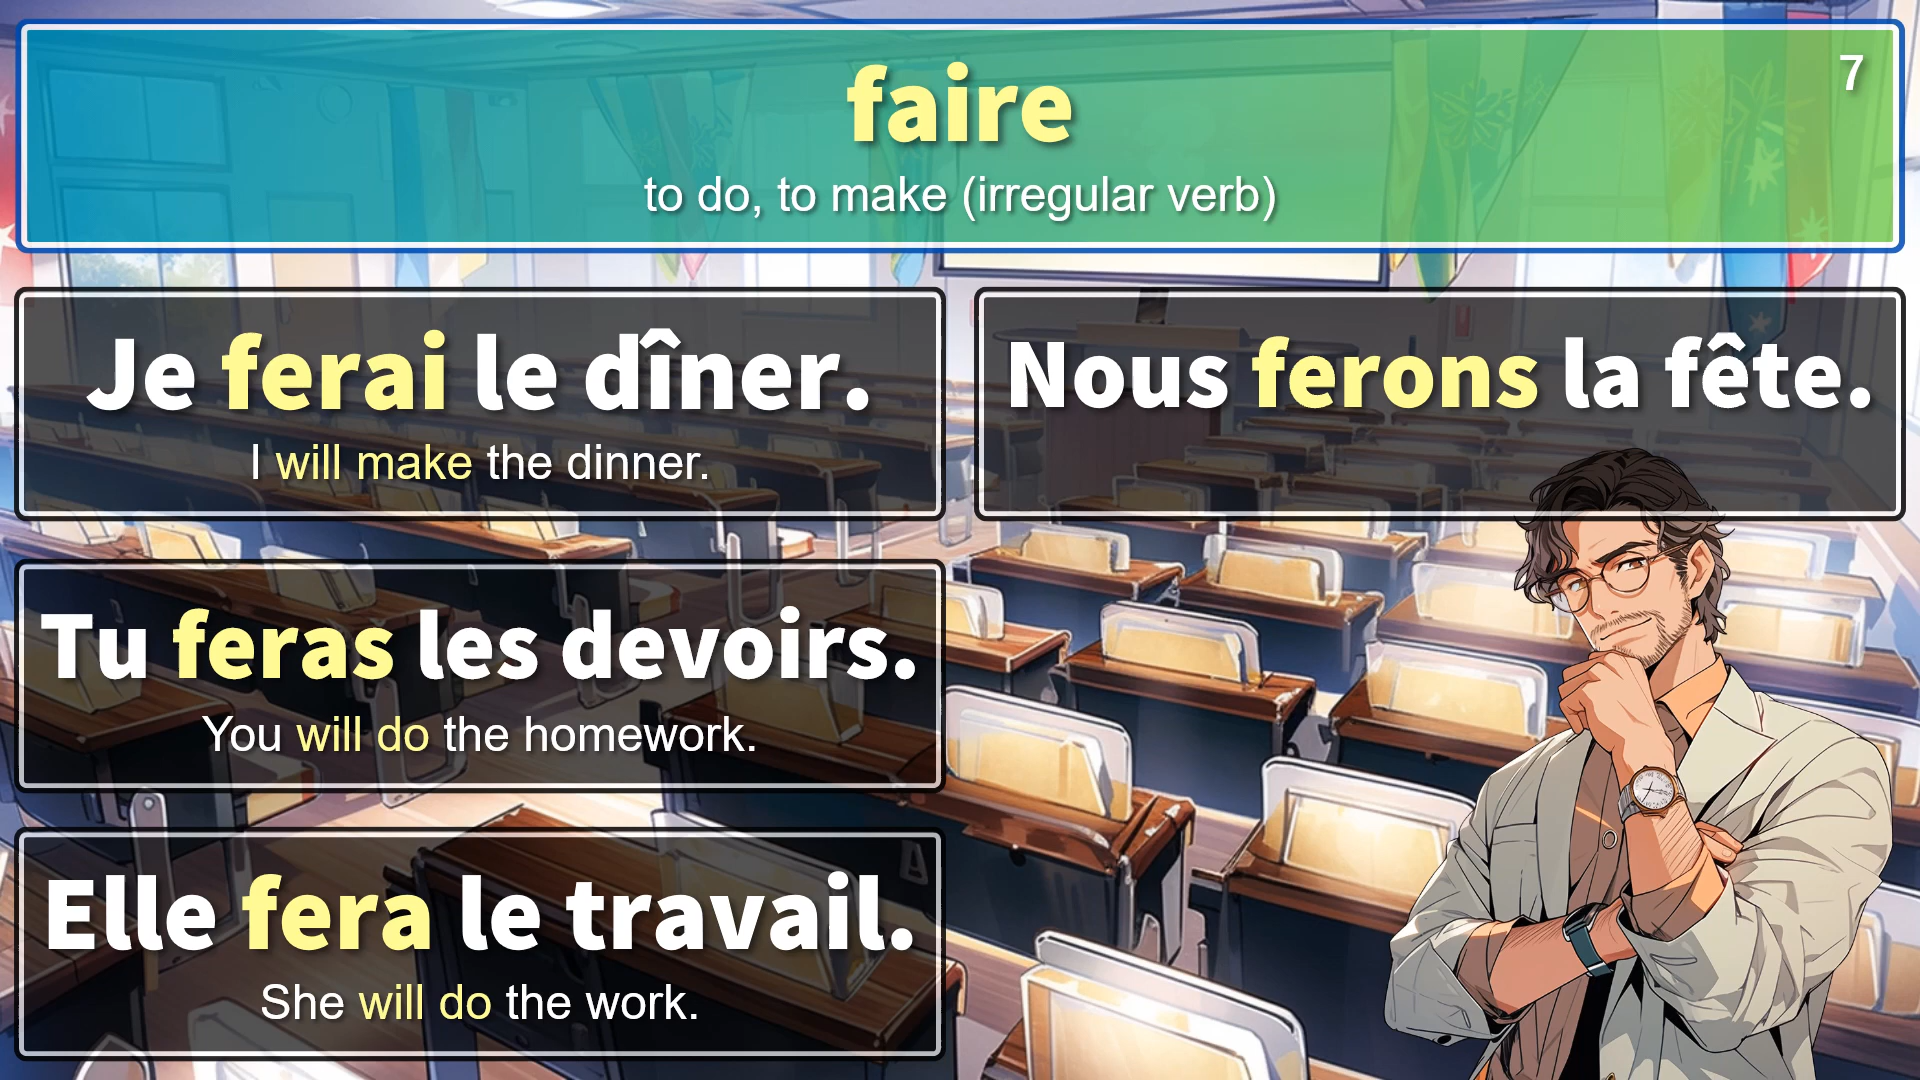 faire
7
to do, to make (irregular verb)
Je ferai le dîner.
I will make the dinner.
Nous ferons la fête.
Tu feras les devoirs.
You will do the homework.
Elle fera le travail.
She will do the work.